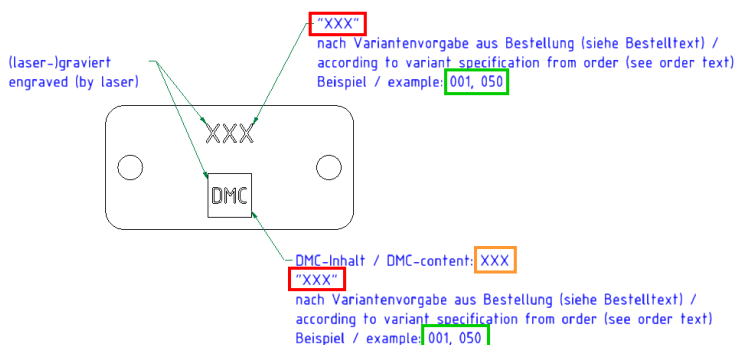 "XXX"
nach Variantenvorgabe aus Bestellung (siehe Bestelltext) /
according to variant specification from order (see order text)
Beispiel / example: 001, 050
(laser-)graviert
engraved (by laser)
XXX
DMC
DMC-Inhalt / DMC-content: XXX
"XXX"
nach Variantenvorgabe aus Bestellung (siehe Bestelltext) /
according to variant specification from order (see order text)
Beispiel / example: 001, 050